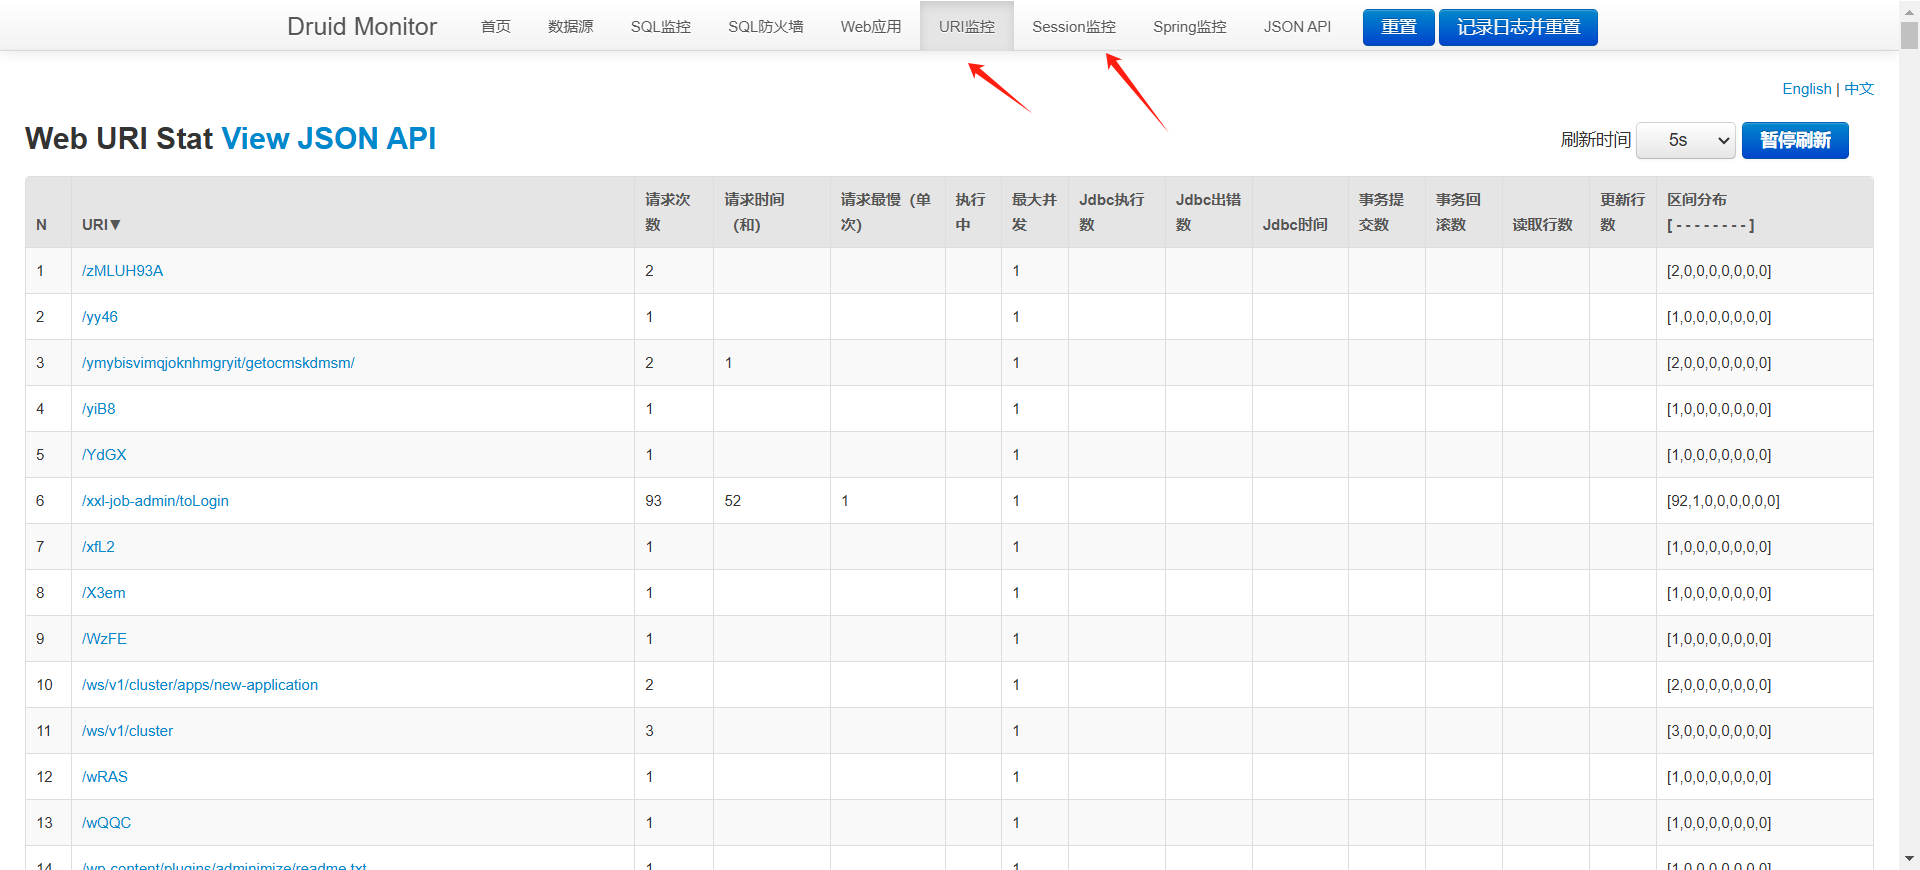 Druid Monitor 首页 数据源 SQL监控 SQL防火墙 Web应用 URI监控 Session监控 Spring监控 JSON API 重置 记录日志并重置
English | 中文
Web URI Stat View JSON API 刷新时间 5s 暂停刷新
N URI▼ 请求次数 请求时间（和） 请求最慢（单次） 执行中 最大并发 Jdbc执行数 Jdbc出错数 Jdbc时间 事务提交数 事务回滚数 读取行数 更新行数 区间分布 [ - - - - - - - - ]
1 /zMLUH93A 2 1 [2,0,0,0,0,0,0,0]
2 /yy46 1 1 [1,0,0,0,0,0,0,0]
3 /ymybisvimqjoknhmgryit/getocmskdmsm/ 2 1 1 [2,0,0,0,0,0,0,0]
4 /yiB8 1 1 [1,0,0,0,0,0,0,0]
5 /YdGX 1 1 [1,0,0,0,0,0,0,0]
6 /xxl-job-admin/toLogin 93 52 1 1 [92,1,0,0,0,0,0,0]
7 /xfL2 1 1 [1,0,0,0,0,0,0,0]
8 /X3em 1 1 [1,0,0,0,0,0,0,0]
9 /WzFE 1 1 [1,0,0,0,0,0,0,0]
10 /ws/v1/cluster/apps/new-application 2 1 [2,0,0,0,0,0,0,0]
11 /ws/v1/cluster 3 1 [3,0,0,0,0,0,0,0]
12 /wRAS 1 1 [1,0,0,0,0,0,0,0]
13 /wQQC 1 1 [1,0,0,0,0,0,0,0]
14 /wp-content/plugins/adminimize/readme.txt 1 1 [1,0,0,0,0,0,0,0]